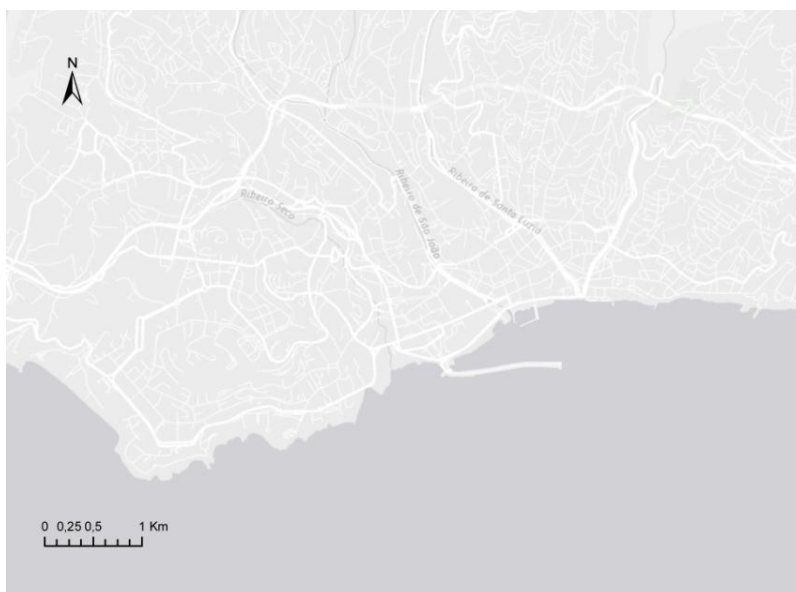 N
Ribeiro Seco
Ribeira de São João
Ribeira de Santa Luzia
0 0,25 0,5 1 Km